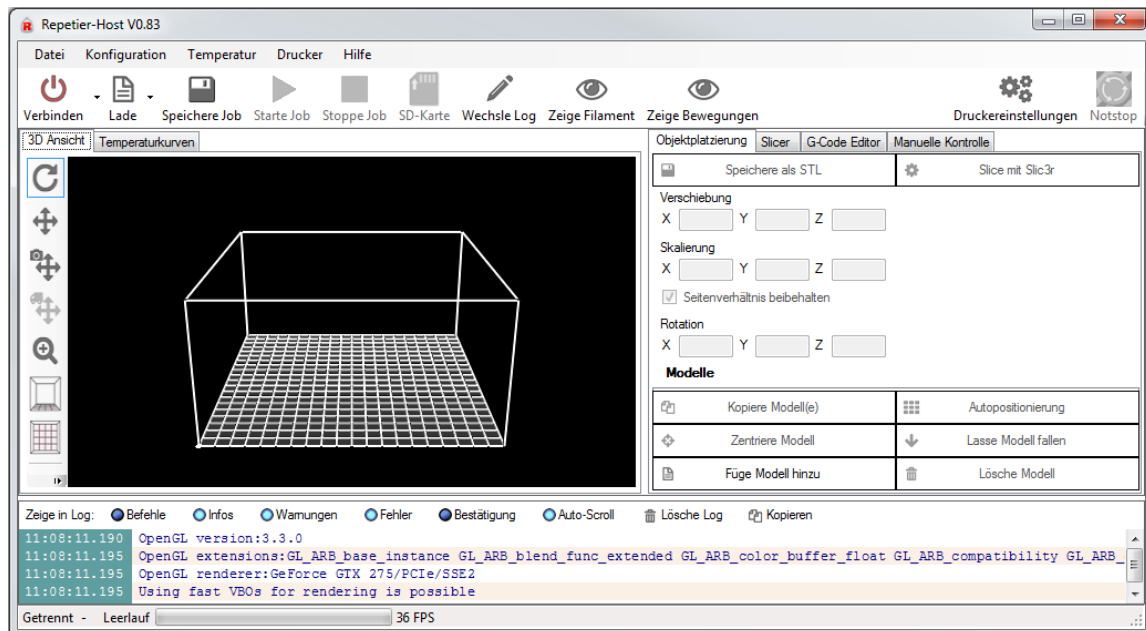 Repetier-Host V0.83
Datei Konfiguration Temperatur Drucker Hilfe
Verbinden Lade Speichere Job Starte Job Stoppe Job SD-Karte Wechsle Log Zeige Filament Zeige Bewegungen Druckereinstellungen Notstop
3D Ansicht Temperaturkurven
Objektplatzierung Slicer G-Code Editor Manuelle Kontrolle
Speichere als STL Slice mit Slic3r
Verschiebung
X Y Z
Skalierung
X Y Z
Seitenverhältnis beibehalten
Rotation
X Y Z
Modelle
Kopiere Modell(e) Autopositionierung
Zentriere Modell Lasse Modell fallen
Füge Modell hinzu Lösche Modell
Zeige in Log: Befehle Infos Warnungen Fehler Bestätigung Auto-Scroll Lösche Log Kopieren
11:08:11.190 OpenGL version:3.3.0
11:08:11.195 OpenGL extensions:GL_ARB_base_instance GL_ARB_blend_func_extended GL_ARB_color_buffer_float GL_ARB_compatibility GL_ARB_
11:08:11.195 OpenGL renderer:GeForce GTX 275/PCIe/SSE2
11:08:11.195 Using fast VBOs for rendering is possible
Getrennt - Leerlauf 36 FPS